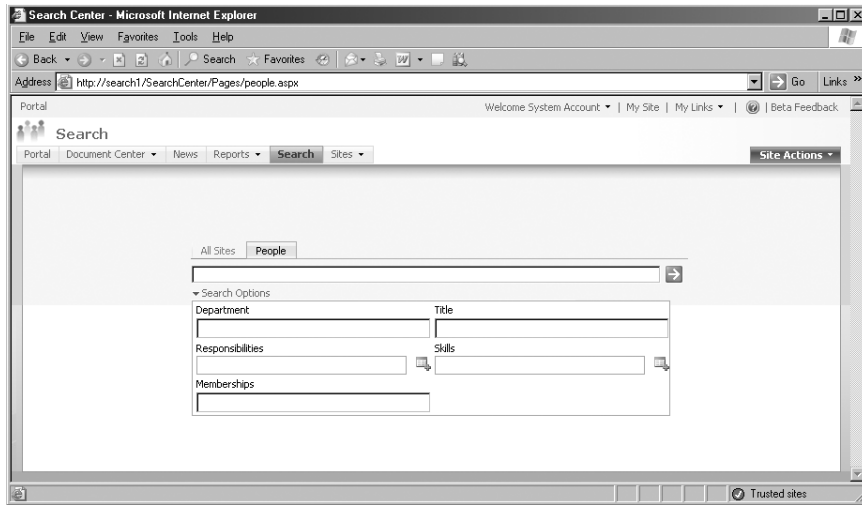 Search Center - Microsoft Internet Explorer
File Edit View Favorites Tools Help
Back Search Favorites
Address http://search1/SearchCenter/Pages/people.aspx Go Links »
Portal Welcome System Account | My Site | My Links | Beta Feedback
Search
Portal Document Center News Reports Search Sites Site Actions
All Sites People
Search Options
Department Title
Responsibilities Skills
Memberships
Trusted sites